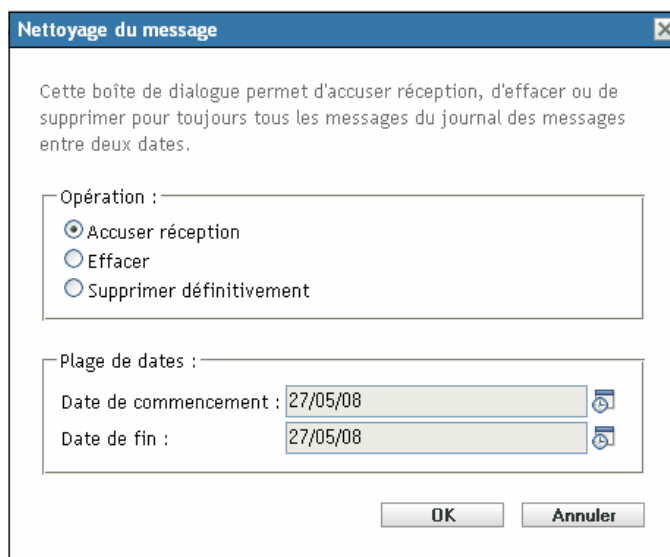 Nettoyage du message
Cette boîte de dialogue permet d'accuser réception, d'effacer ou de
supprimer pour toujours tous les messages du journal des messages
entre deux dates.
Opération :
Accuser réception
Effacer
Supprimer définitivement
Plage de dates :
Date de commencement : 27/05/08
Date de fin : 27/05/08
OK Annuler